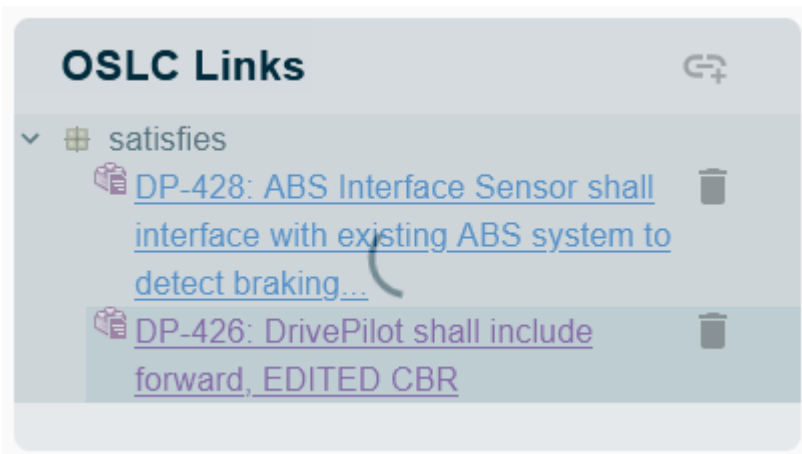 OSLC Links
satisfies
DP-428: ABS Interface Sensor shall
interface with existing ABS system to
detect braking...
DP-426: DrivePilot shall include
forward, EDITED CBR